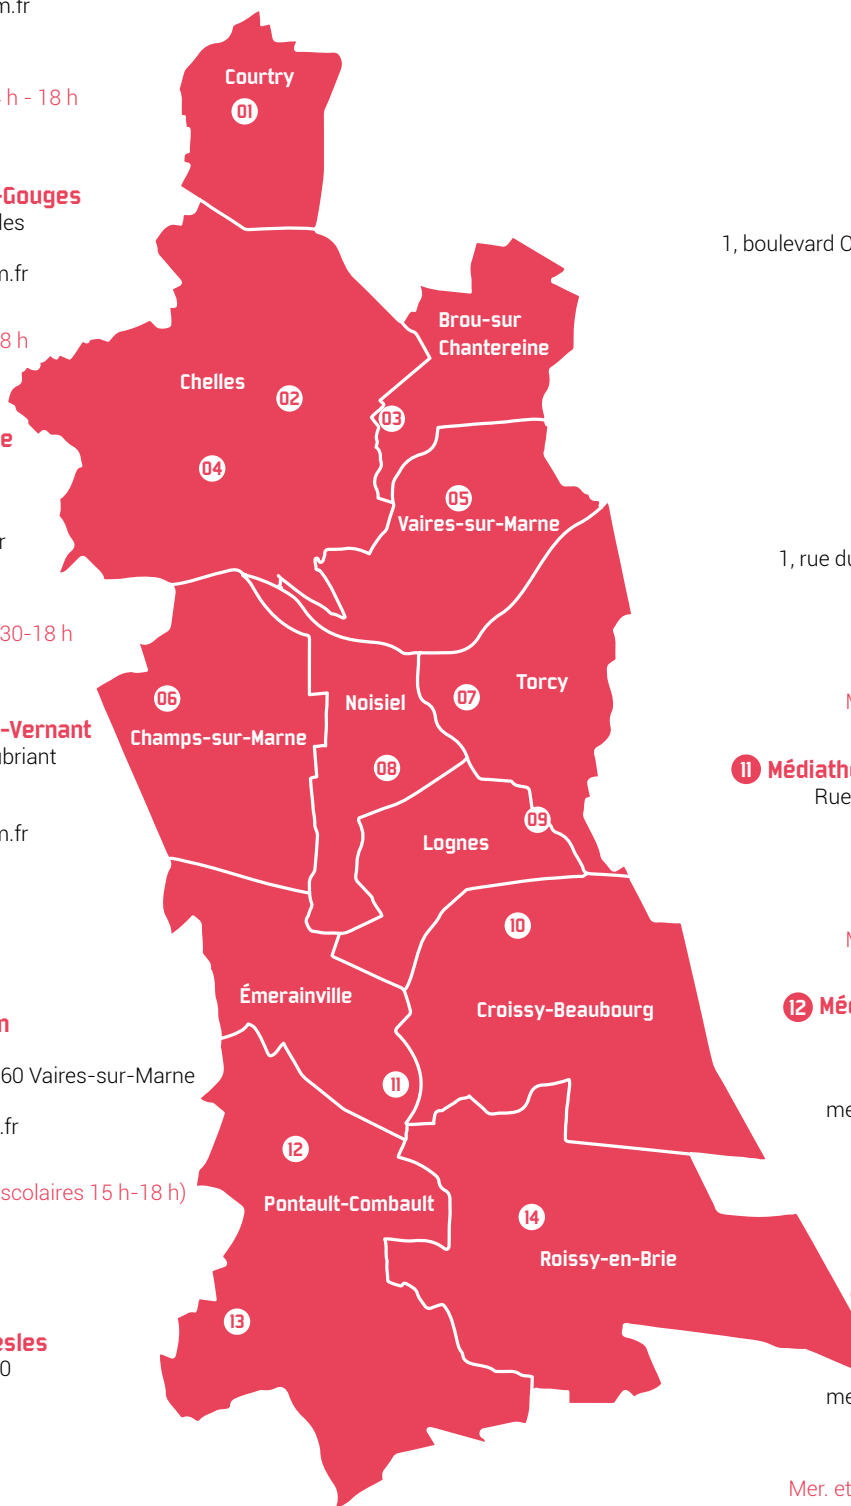 m.fr
h - 18 h
-Gouges
les
n.fr
8 h
e
r
30-18 h
-Vernant
briant
n.fr
n
60 Vaires-sur-Marne
.fr
scolaires 15 h-18 h)
esles
0
Courtry
01
Chelles
02
03
04
Brou-sur
Chantereine
05
Vaires-sur-Marne
06
Champs-sur-Marne
Noisiel
07
Torcy
08
09
Lognes
10
Croissy-Beaubourg
Émerainville
11
12
Pontault-Combault
13
14
Roissy-en-Brie
1, boulevard
1, rue du
11 Médiath
Rue
12 Méd
me
me
Mer. et